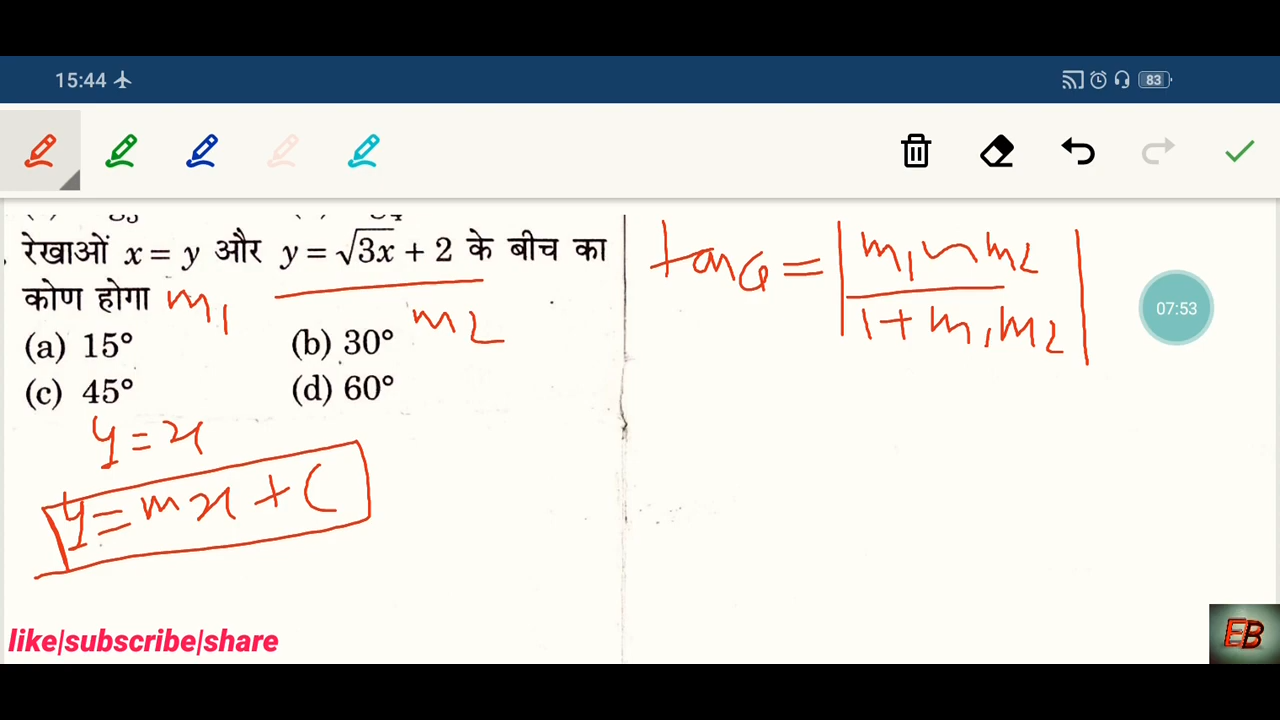 15:44
83
रेखाओं x = y और y = √3x + 2 के बीच का
कोण होगा m₁
m₂
(a) 15° (b) 30°
(c) 45° (d) 60°
y = x
y = mx + c
tanθ = |m₁ ~ m₂ / 1 + m₁m₂|
07:53
like|subscribe|share
EB